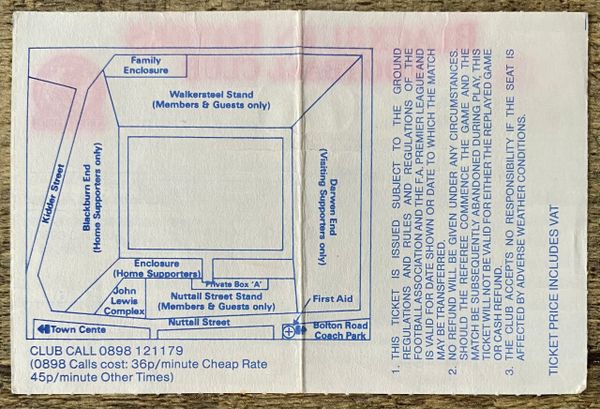 Family
Enclosure
Walkersteel Stand
(Members & Guests only)
Kidder Street
Blackburn End
(Home Supporters only)
Darwen End
(Visiting Supporters only)
Enclosure
(Home Supporters)
Private Box 'A'
John
Lewis
Complex
Nuttall Street Stand
(Members & Guests only)
First Aid
Nuttall Street
Town Cente
Bolton Road
Coach Park
CLUB CALL 0898 121179
(0898 Calls cost: 36p/minute Cheap Rate
45p/minute Other Times)
1. THIS TICKET IS ISSUED SUBJECT TO THE GROUND
REGULATIONS AND RULES AND REGULATIONS OF THE
FOOTBALL ASSOCIATION AND THE F.A. PREMIER LEAGUE AND
IS VALID FOR DATE SHOWN OR DATE TO WHICH THE MATCH
MAY BE TRANSFERRED.
2. NO REFUND WILL BE GIVEN UNDER ANY CIRCUMSTANCES.
SHOULD THE REFEREE COMMENCE THE GAME AND THE
MATCH BE SUBSEQUENTLY ABANDONED DURING PLAY, THIS
TICKET WILL NOT BE VALID FOR EITHER THE REPLAYED GAME
OR CASH REFUND.
3. THE CLUB ACCEPTS NO RESPONSIBILITY IF THE SEAT IS
AFFECTED BY ADVERSE WEATHER CONDITIONS.
TICKET PRICE INCLUDES VAT